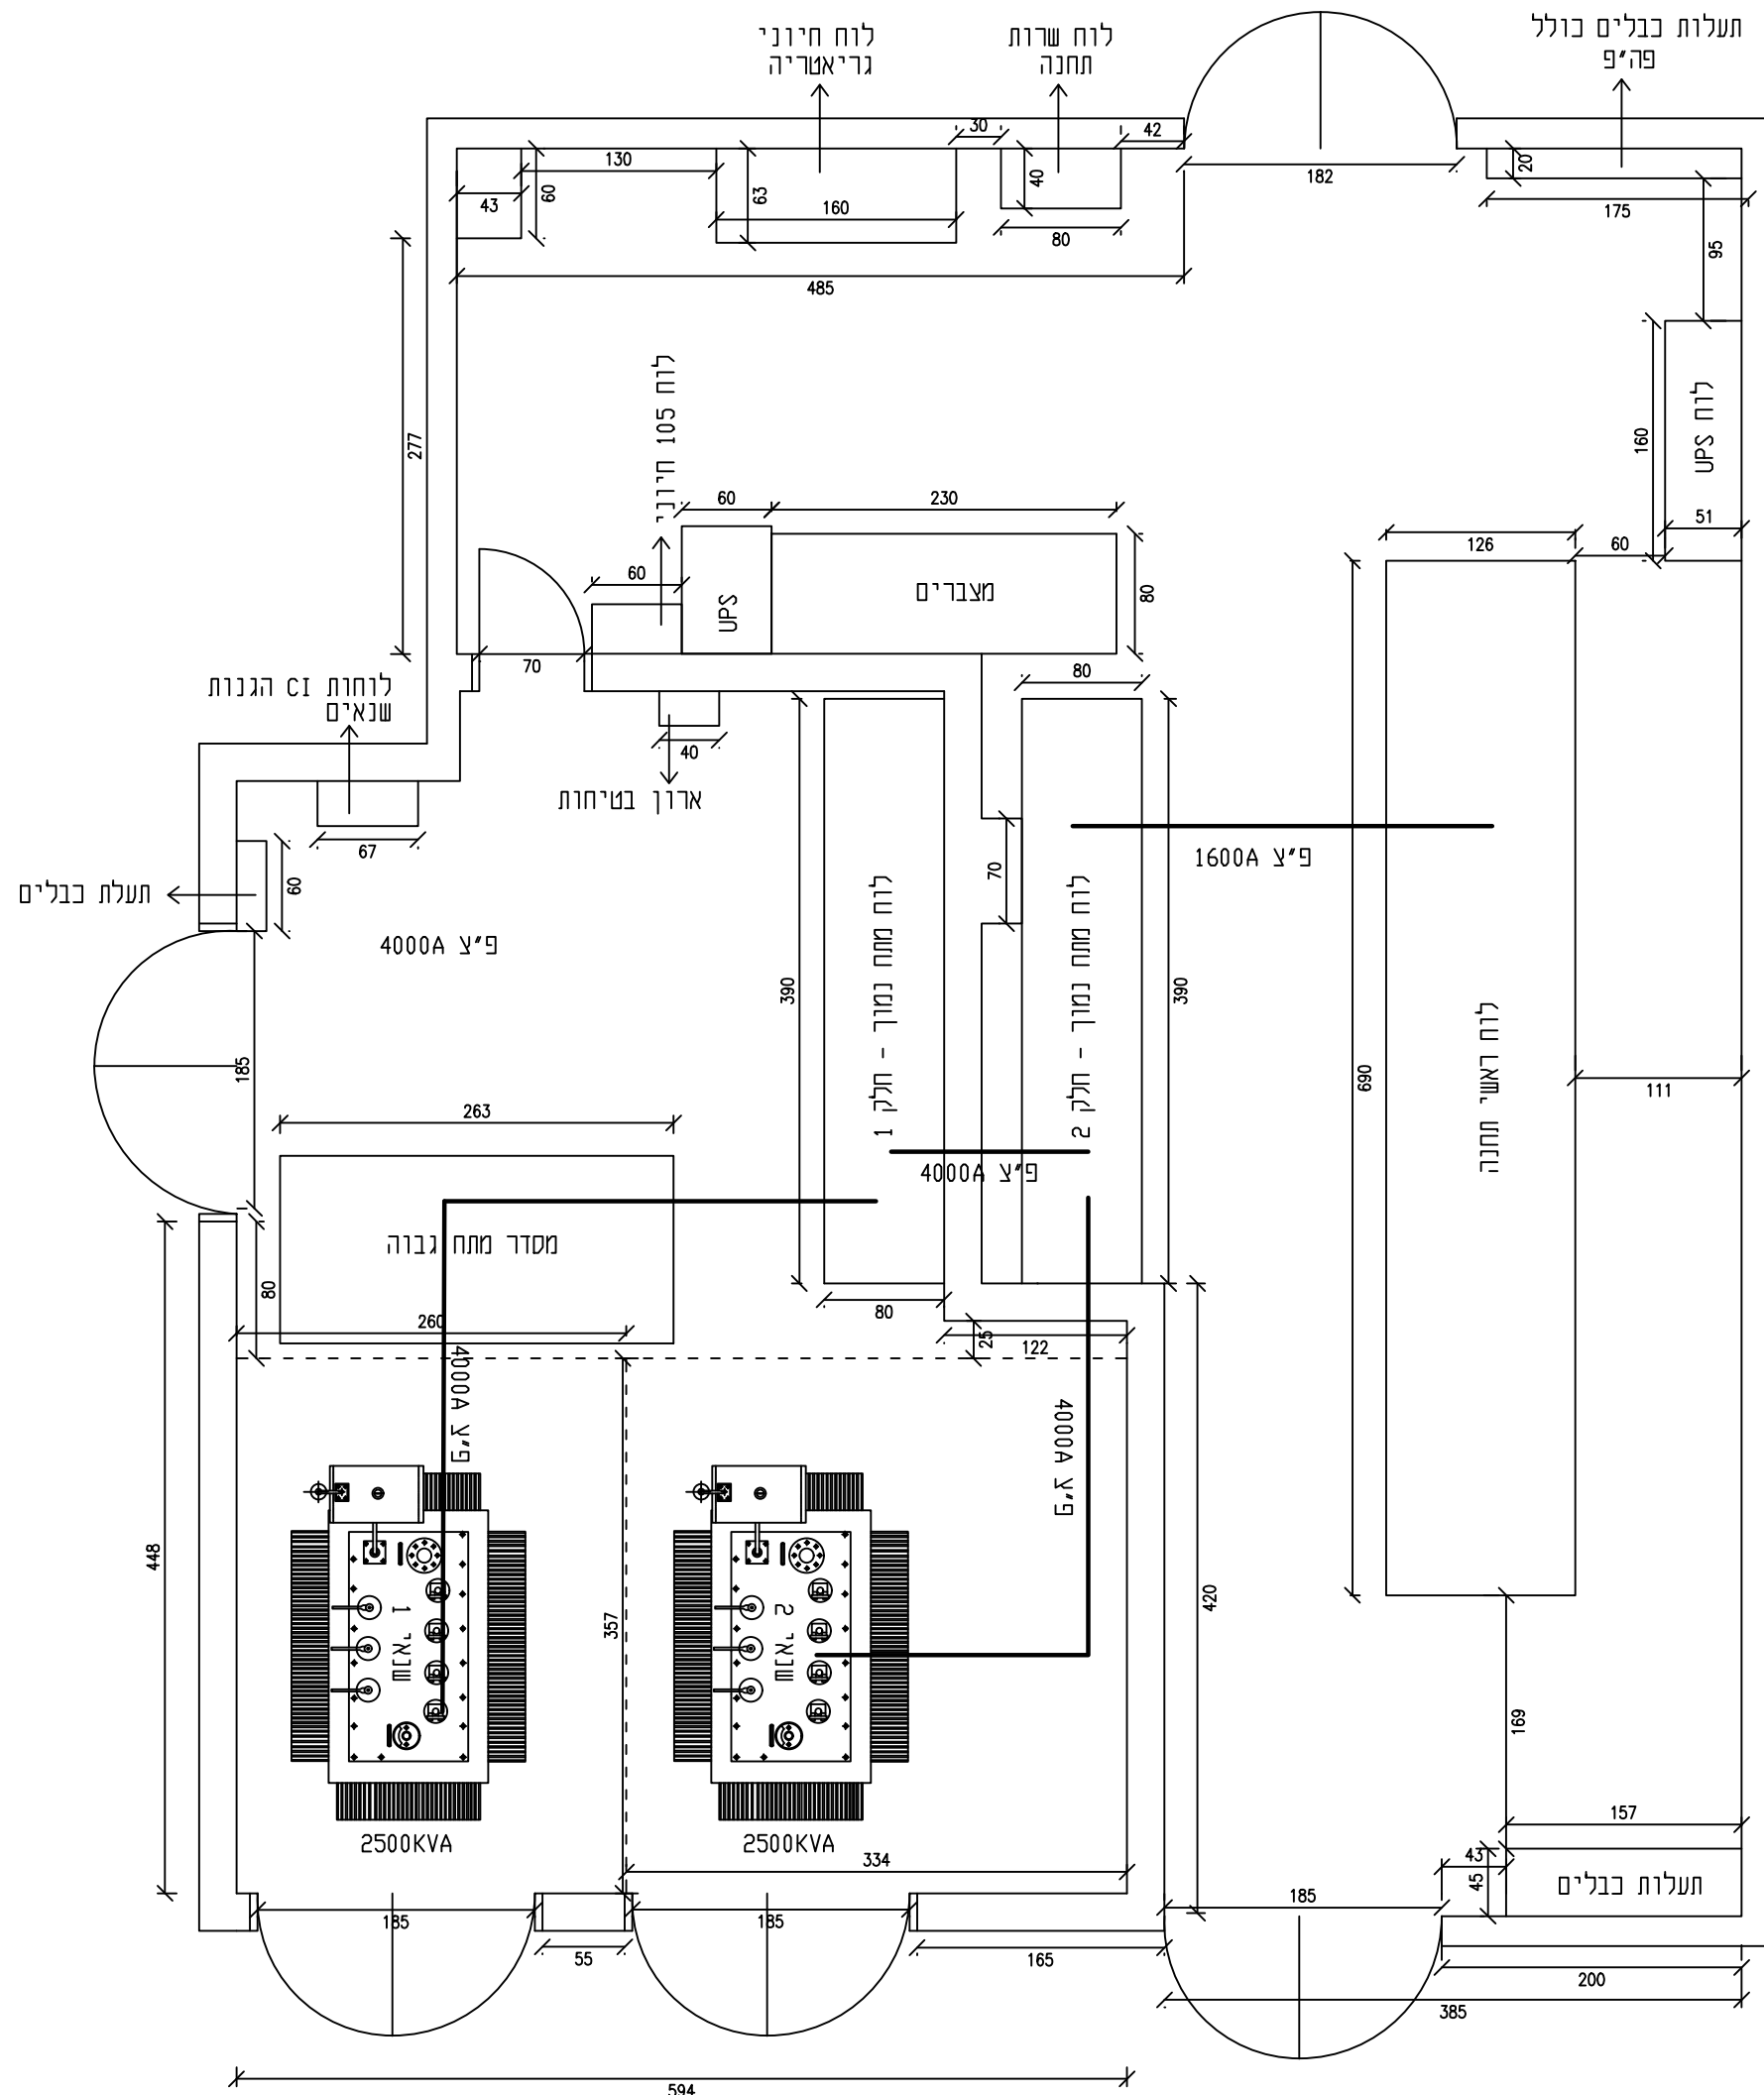 לוח חיוני
גריאטריה
לוח שרות
תחנה
תעלות כבלים כולל
פה"פ
30
42
130
43
60
63
160
40
80
182
20
175
95
485
277
לוח 105 חיוני
60
230
60
UPS
מצברים
80
70
126
60
51
160
לוח UPS
לוחות CI הגנות
שנאים
67
40
ארון בטיחות
80
תעלת כבלים
60
פ"צ 4000A
185
390
לוח מתח נמוך - חלק 1
70
לוח מתח נמוך - חלק 2
390
פ"צ 1600A
690
לוח ראשי תחנה
111
263
פ"צ 4000A
מסדר מתח גבוה
80
260
80
25
122
פ"צ 4000A
פ"צ 4000A
448
357
420
שנאי 1
שנאי 2
2500KVA
2500KVA
334
169
157
43
45
תעלות כבלים
185
185
185
55
165
200
385
594